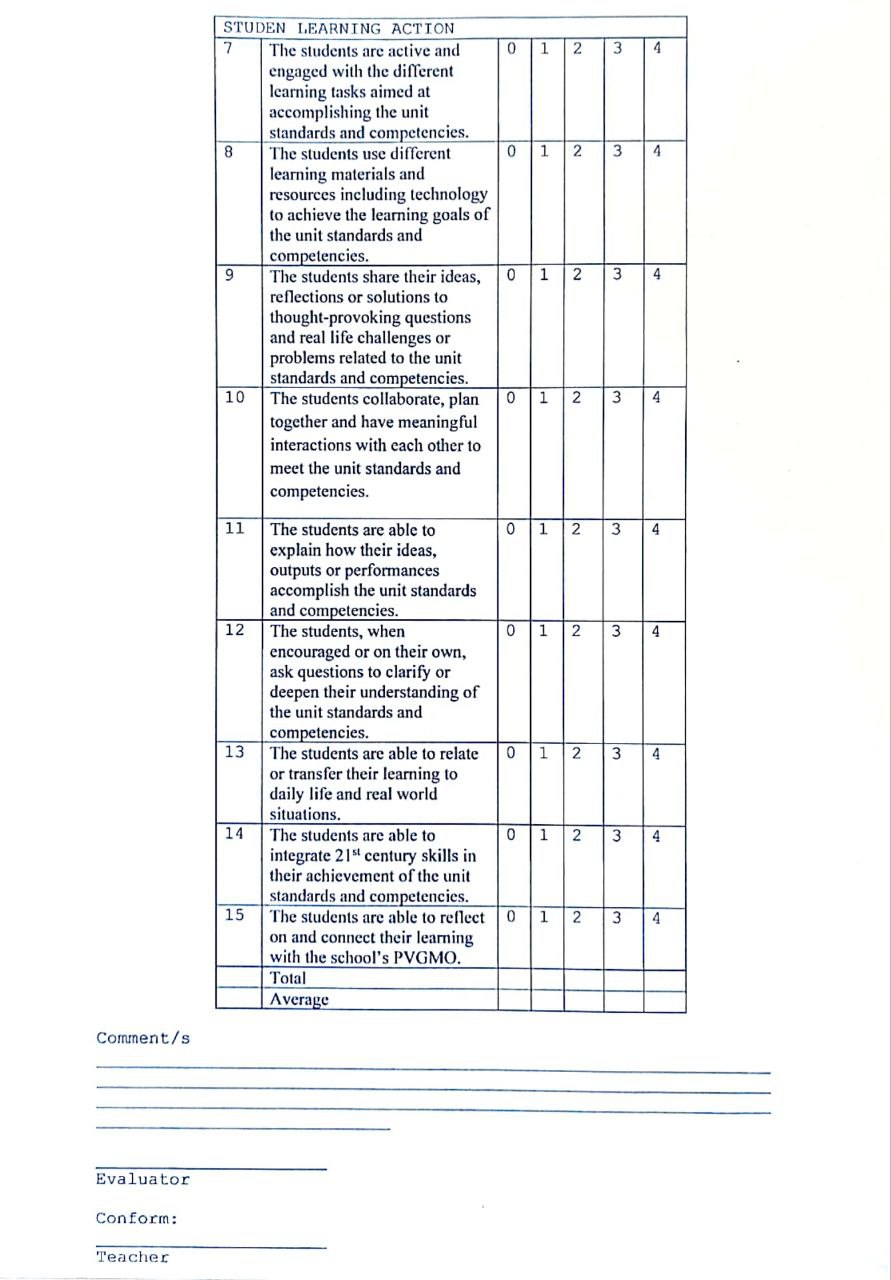 STUDEN LEARNING ACTION
7 The students are active and 0 1 2 3 4
engaged with the different
learning tasks aimed at
accomplishing the unit
standards and competencies.
8 The students use different 0 1 2 3 4
learning materials and
resources including technology
to achieve the learning goals of
the unit standards and
competencies.
9 The students share their ideas, 0 1 2 3 4
reflections or solutions to
thought-provoking questions
and real life challenges or
problems related to the unit
standards and competencies.
10 The students collaborate, plan 0 1 2 3 4
together and have meaningful
interactions with each other to
meet the unit standards and
competencies.
11 The students are able to 0 1 2 3 4
explain how their ideas,
outputs or performances
accomplish the unit standards
and competencies.
12 The students, when 0 1 2 3 4
encouraged or on their own,
ask questions to clarify or
deepen their understanding of
the unit standards and
competencies.
13 The students are able to relate 0 1 2 3 4
or transfer their learning to
daily life and real world
situations.
14 The students are able to 0 1 2 3 4
integrate 21st century skills in
their achievement of the unit
standards and competencies.
15 The students are able to reflect 0 1 2 3 4
on and connect their learning
with the school's PVGMO.
Total
Average
Comment/s
Evaluator
Conform:
Teacher